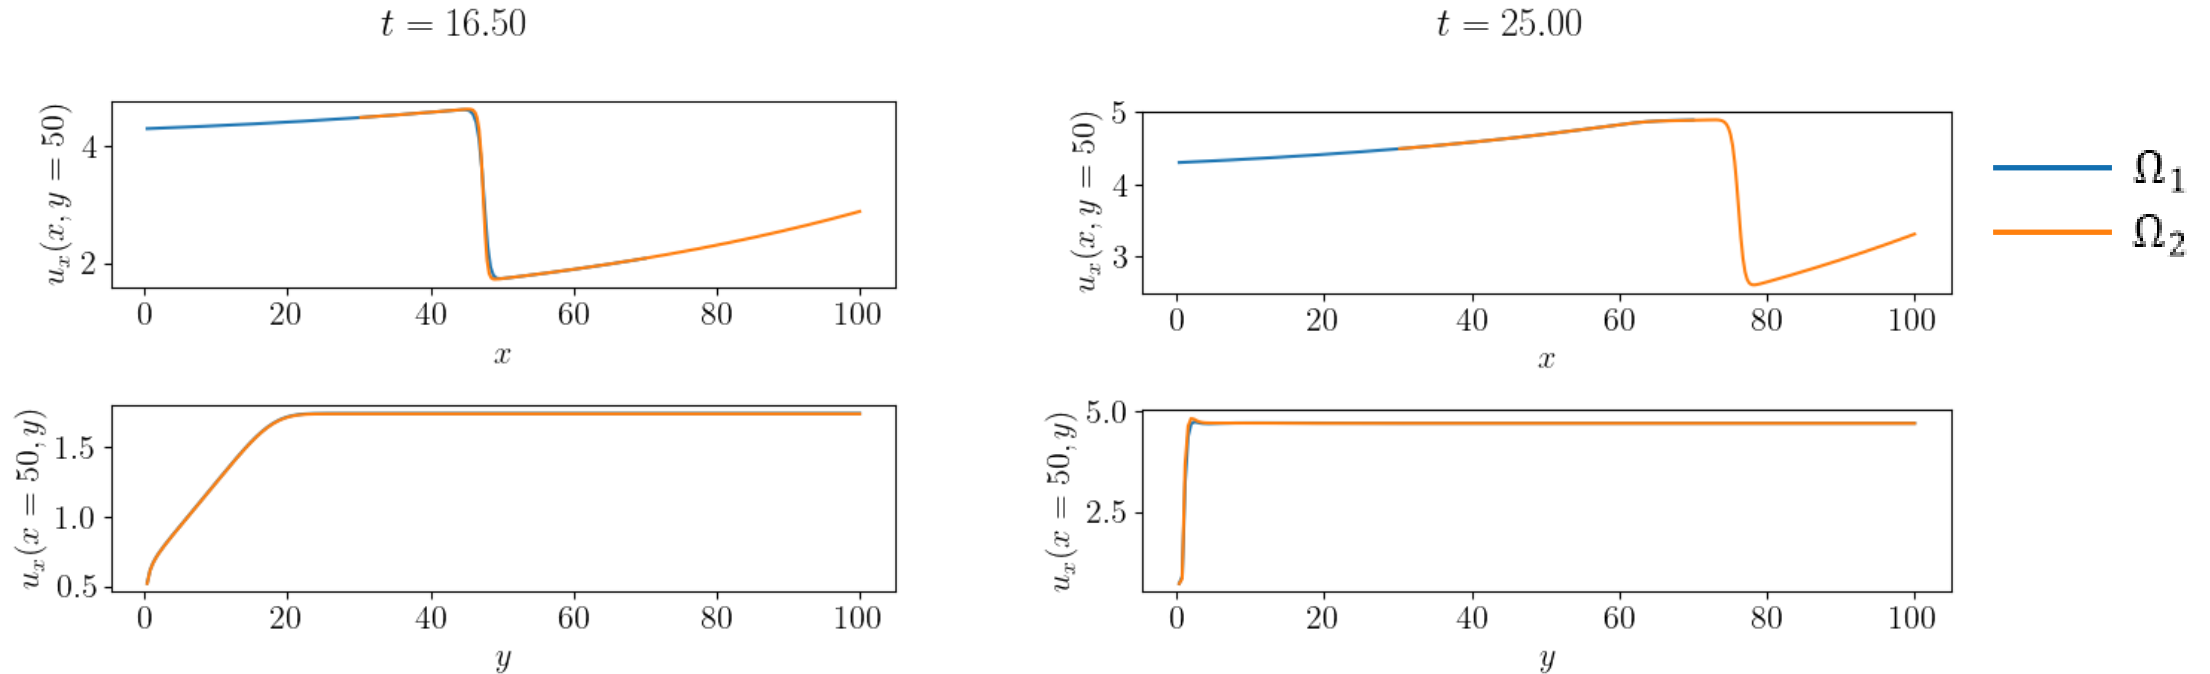 t = 16.50
u_x(x, y = 50)
4
2
0 20 40 60 80 100
x
u_x(x = 50, y)
1.5
1.0
0.5
0 20 40 60 80 100
y
t = 25.00
u_x(x, y = 50)
5
4
3
0 20 40 60 80 100
x
u_x(x = 50, y)
5.0
2.5
0 20 40 60 80 100
y
Ω₁
Ω₂